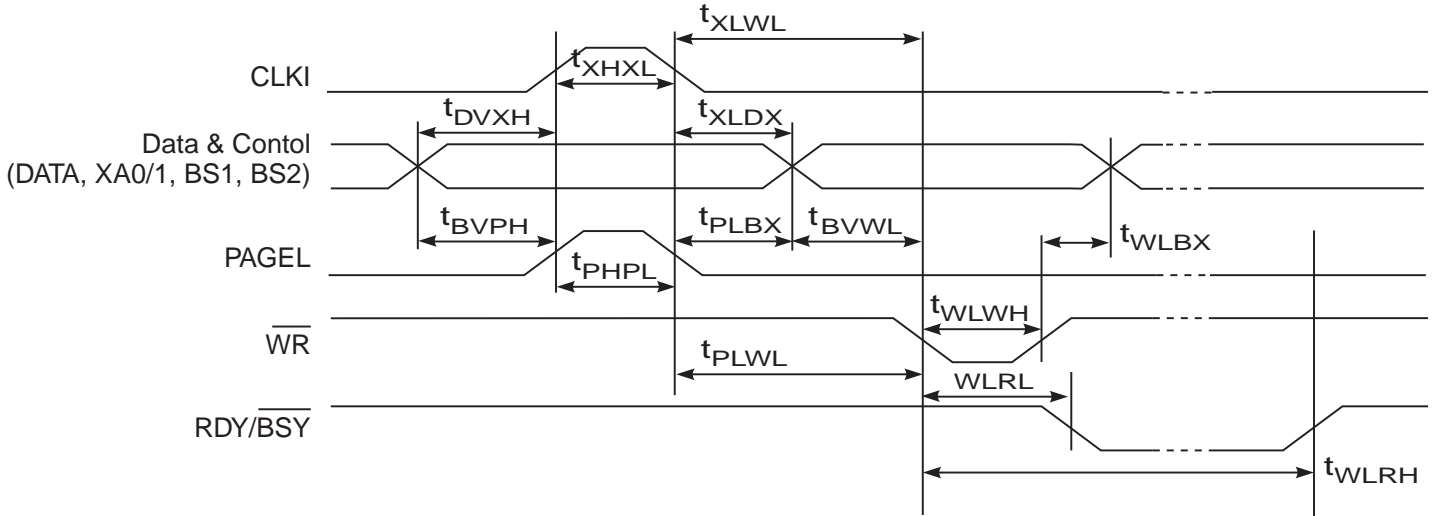 tXLWL
CLKI
tXHXL
tDVXH
tXLDX
Data & Contol
(DATA, XA0/1, BS1, BS2)
tBVPH
tPLBX
tBVWL
tWLBX
PAGEL
tPHPL
tWLWH
WR
tPLWL
WLRL
RDY/BSY
tWLRH